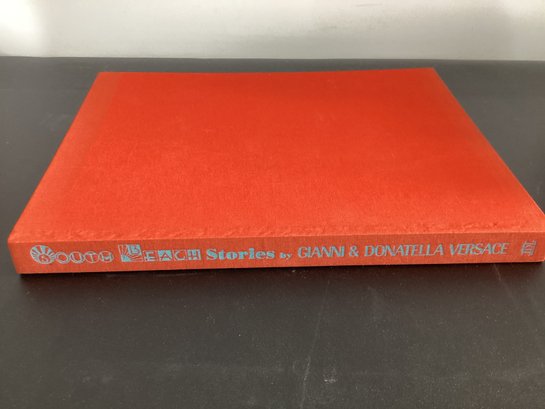 SOUTH BEACH Stories by GIANNI & DONATELLA VERSACE